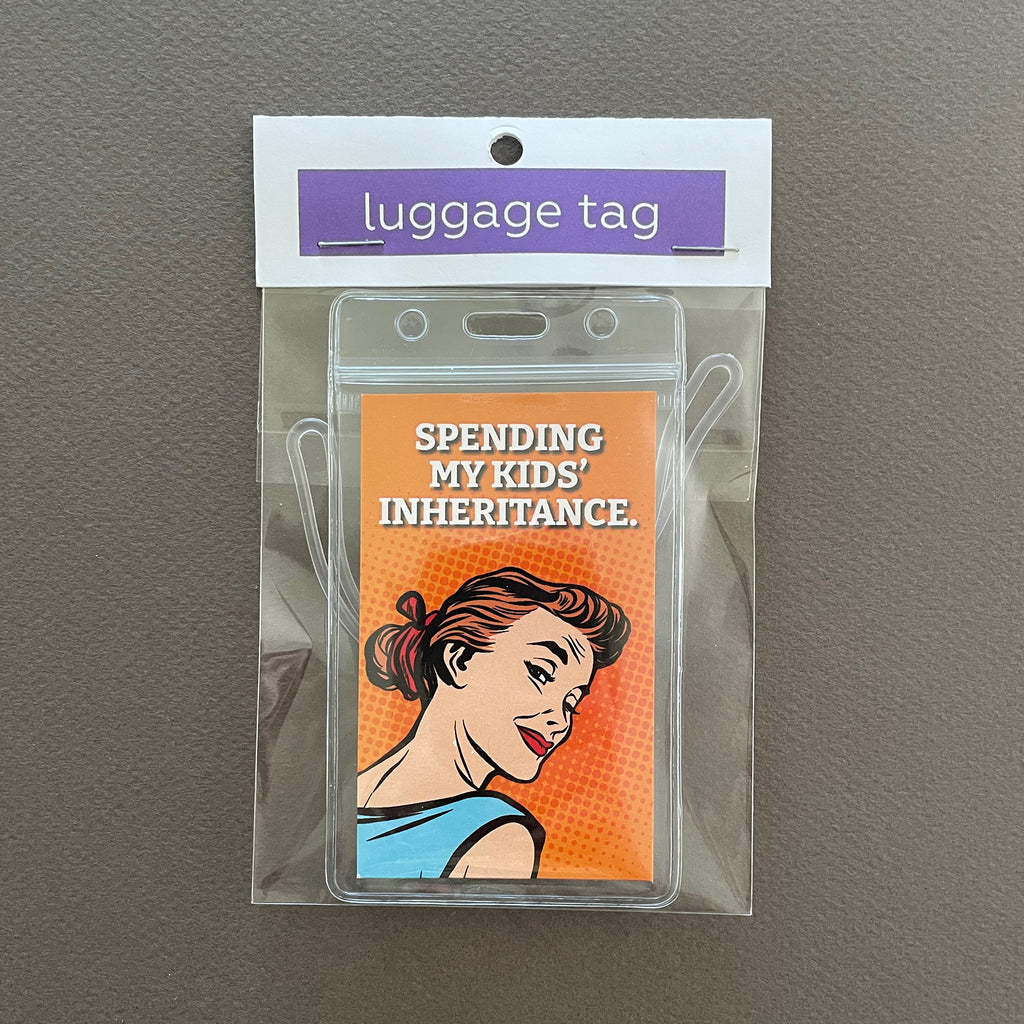 luggage tag
SPENDING
MY KIDS’
INHERITANCE.